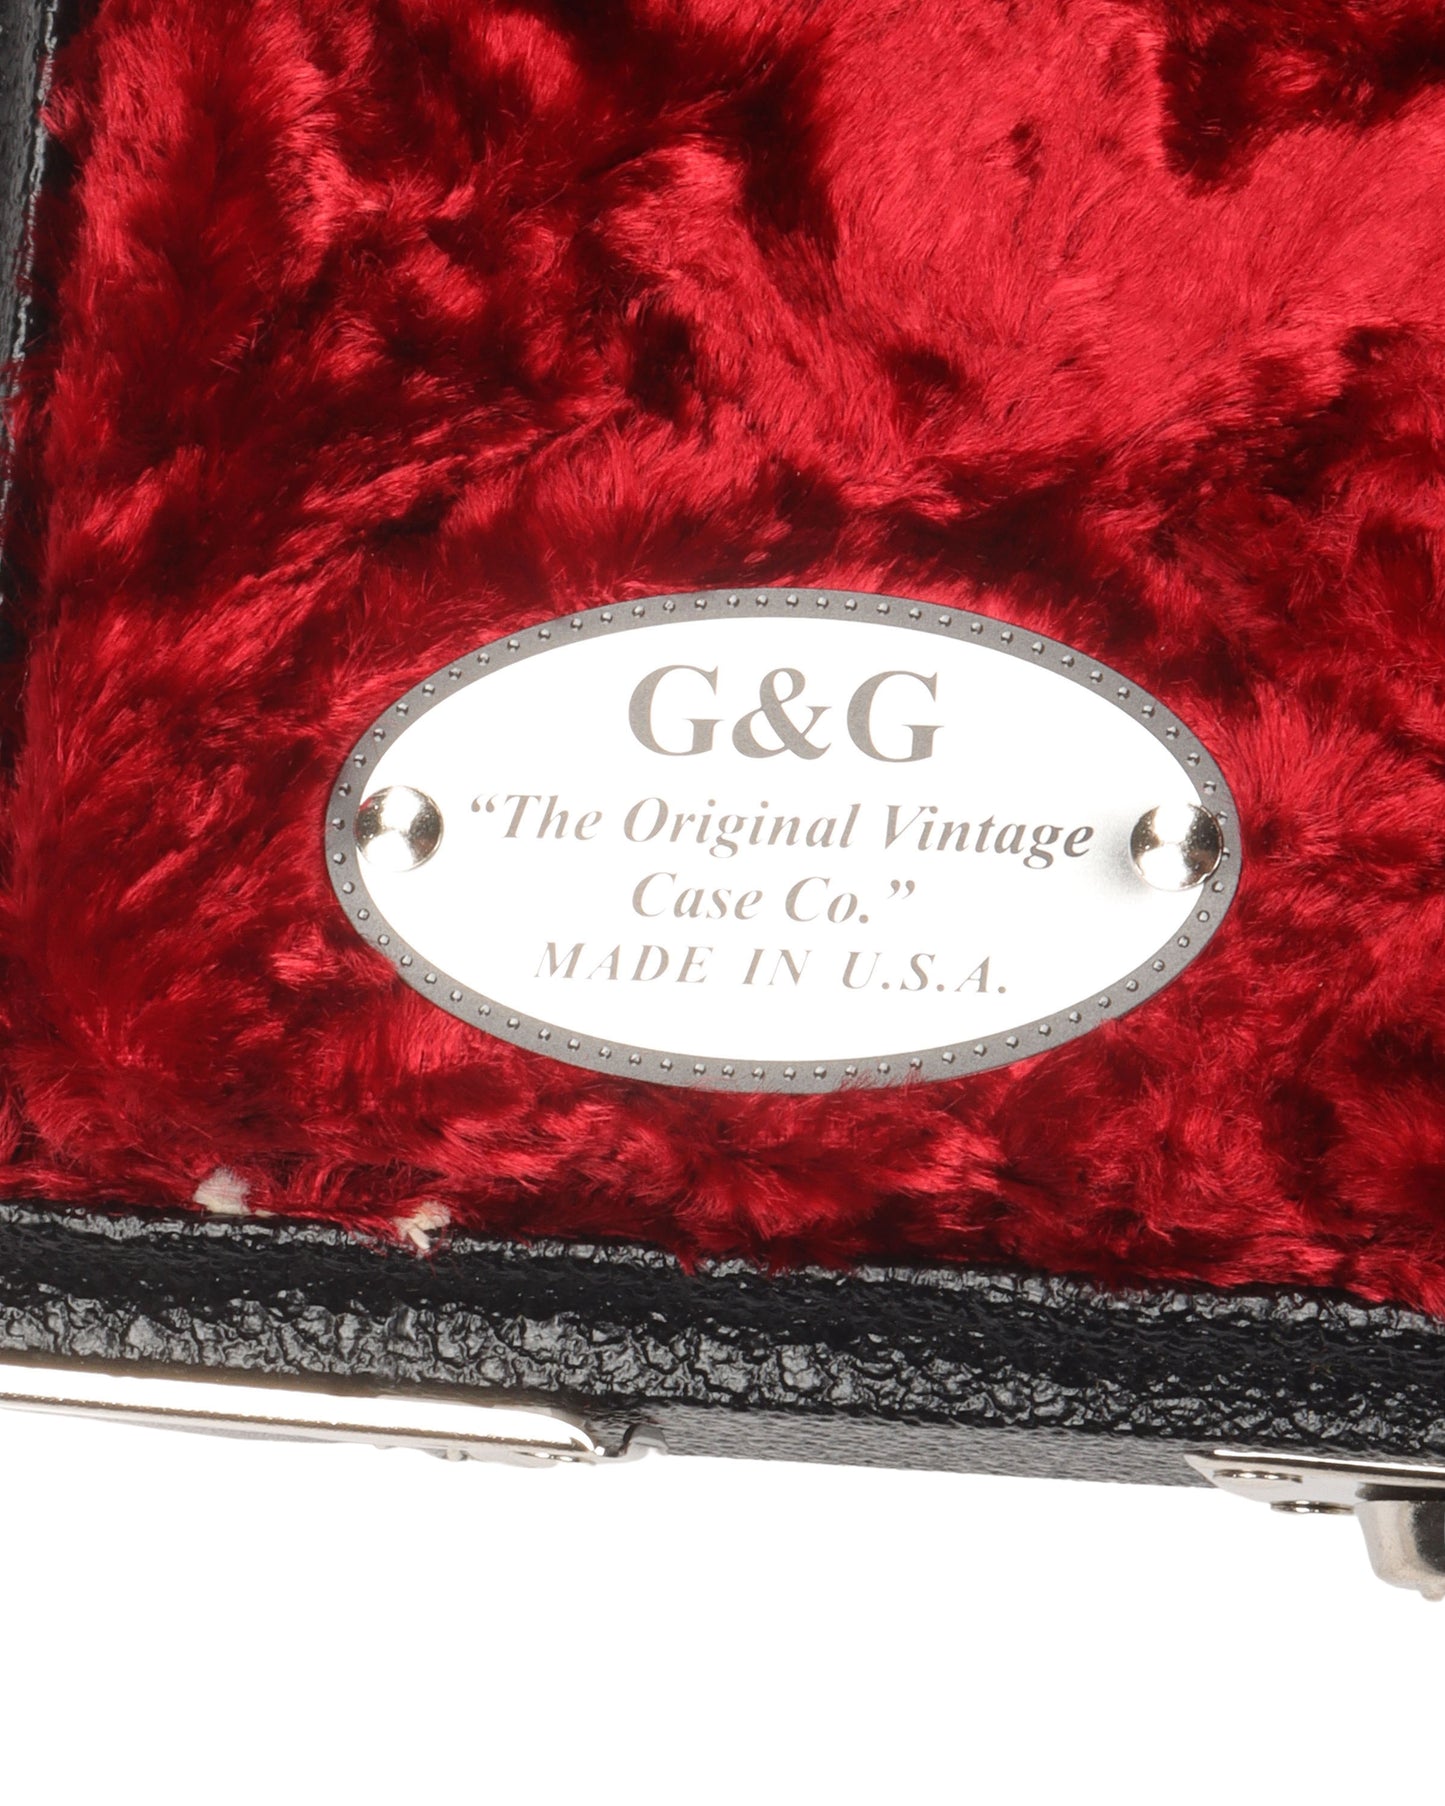 G&G
“The Original Vintage
Case Co.”
MADE IN U.S.A.